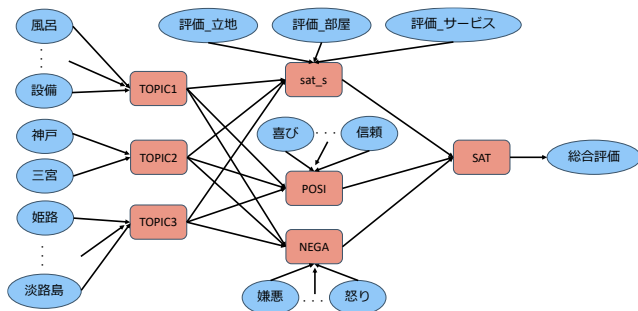 風呂
設備
神戸
三宮
姫路
淡路島
TOPIC1
TOPIC2
TOPIC3
評価_立地
評価_部屋
評価_サービス
sat_s
喜び
...
信頼
POSI
NEGA
嫌悪
...
怒り
SAT
総合評価